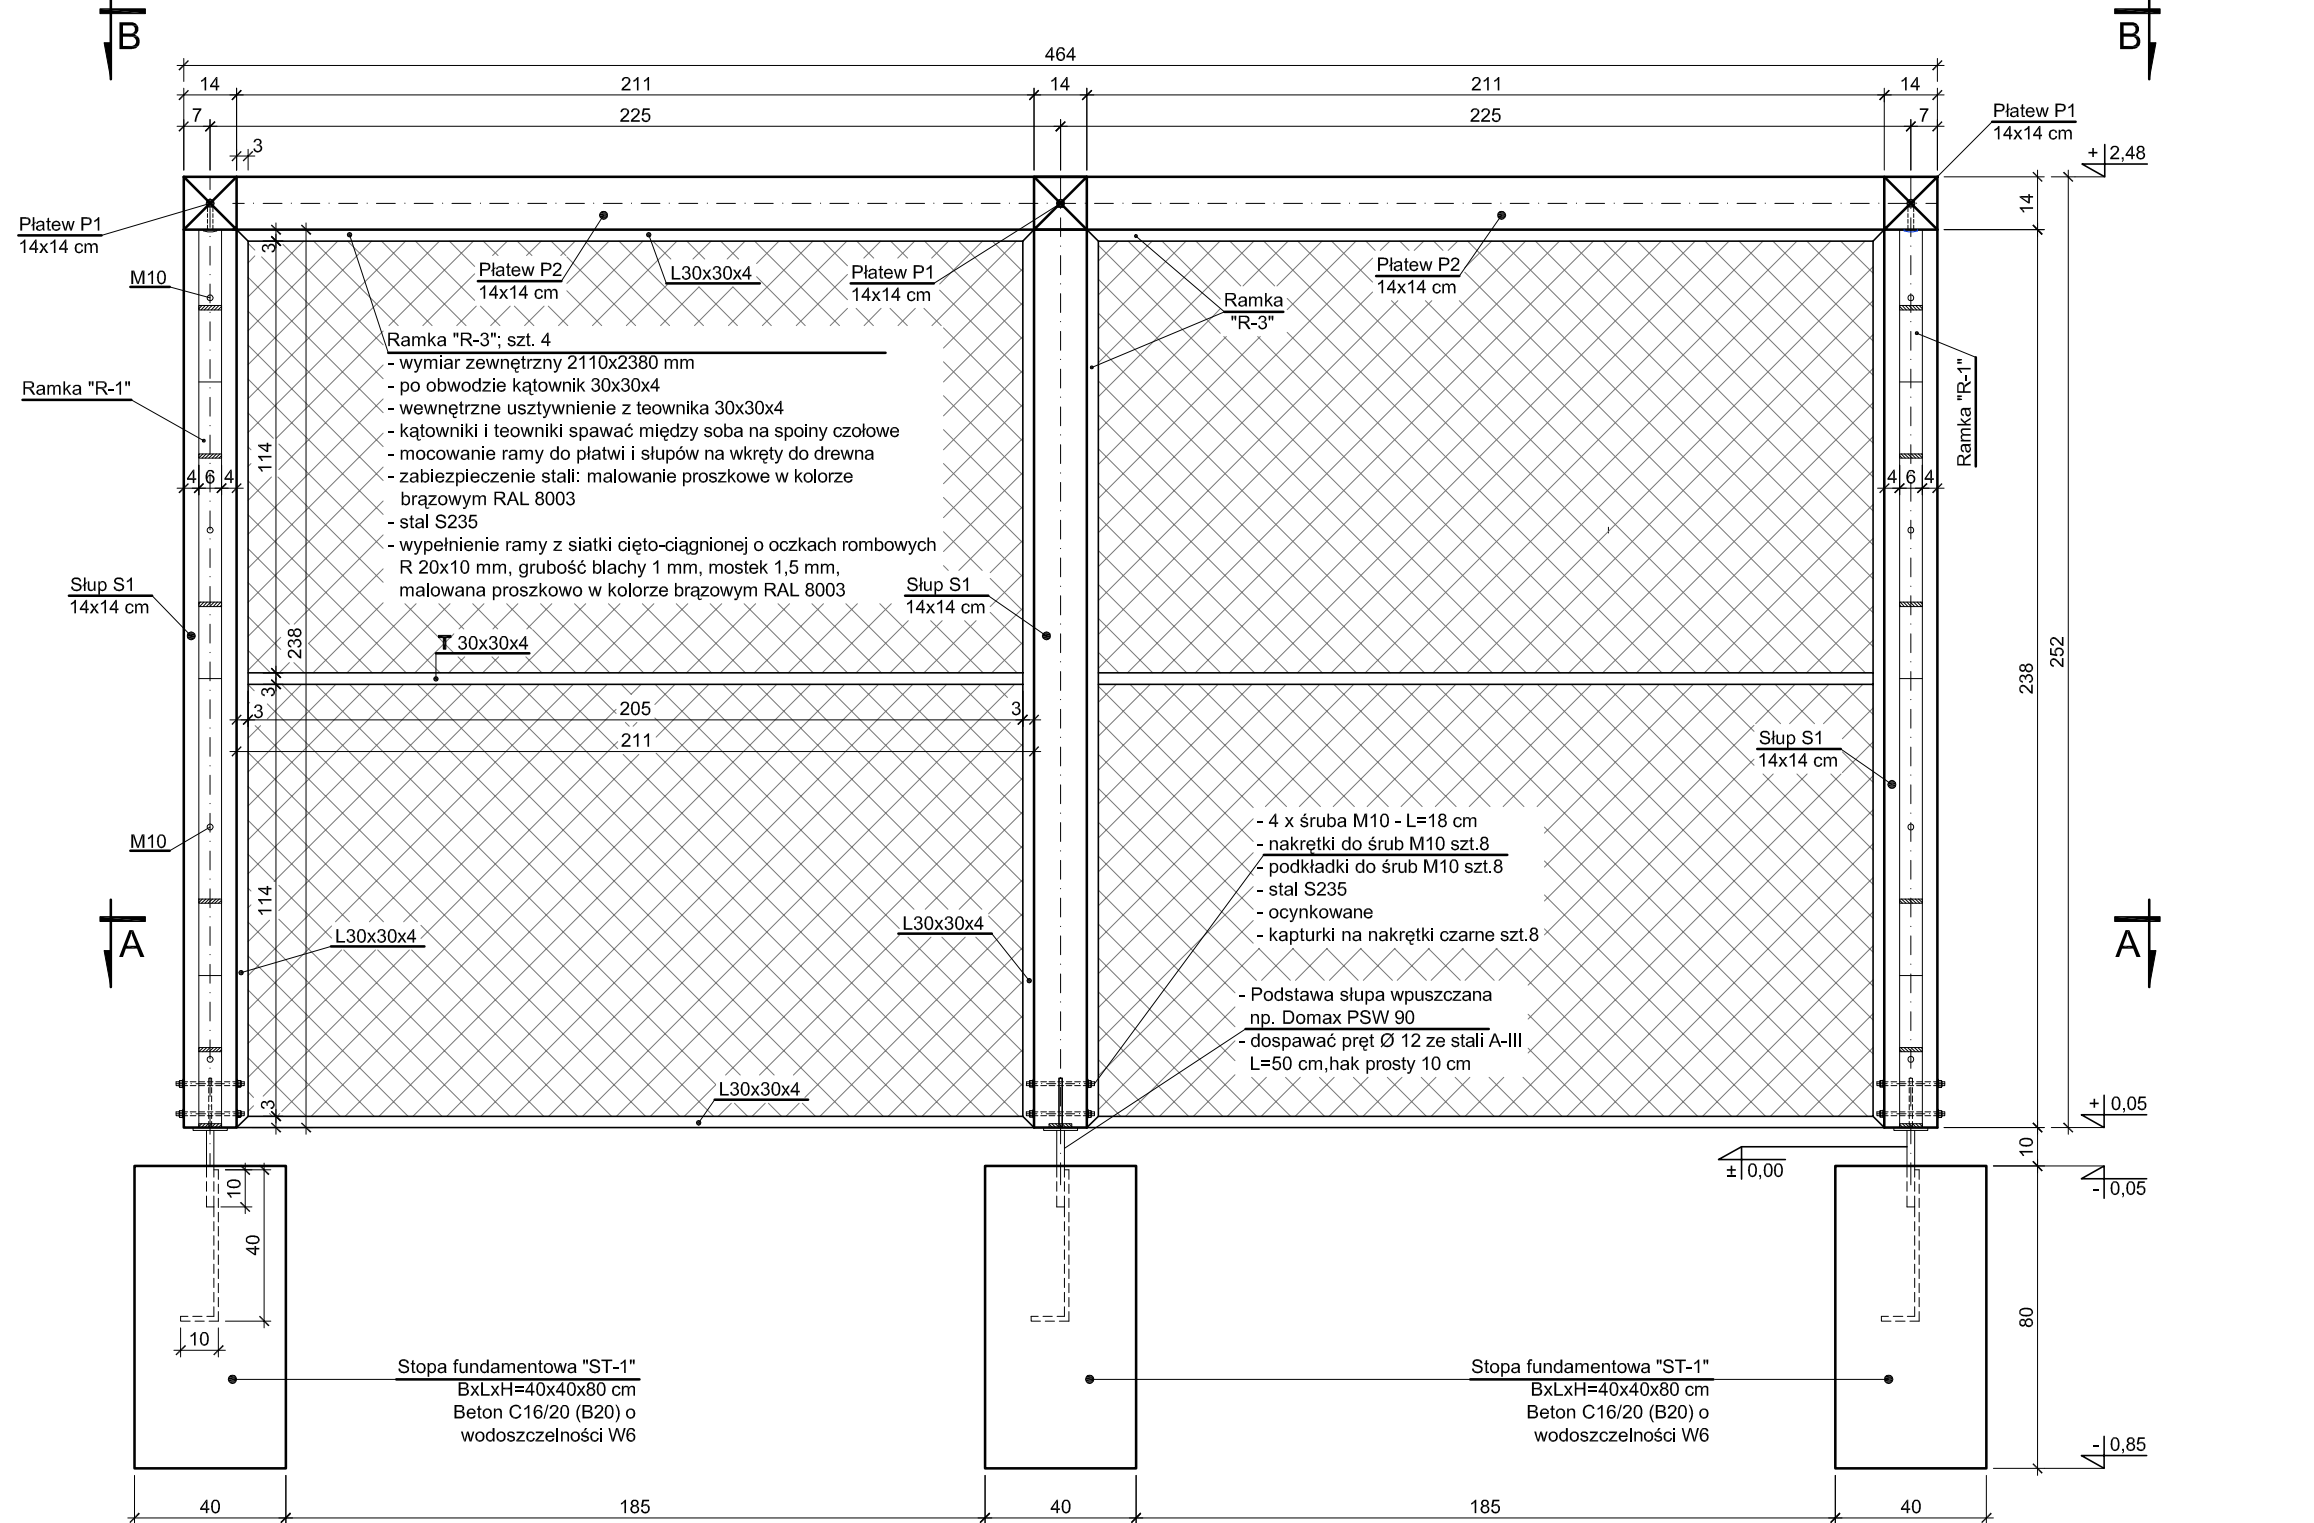 B
B
464
14
211
14
211
14
7
225
225
7
3
Płatew P1
14x14 cm
+ 2,48
14
Płatew P1
14x14 cm
3
M10
Płatew P2
14x14 cm
L30x30x4
Płatew P1
14x14 cm
Płatew P2
14x14 cm
Ramka
"R-3"
Ramka "R-3"; szt. 4
- wymiar zewnętrzny 2110x2380 mm
- po obwodzie kątownik 30x30x4
- wewnętrzne usztywnienie z teownika 30x30x4
- kątowniki i teowniki spawać między soba na spoiny czołowe
- mocowanie ramy do płatwi i słupów na wkręty do drewna
- zabiezpieczenie stali: malowanie proszkowe w kolorze
brązowym RAL 8003
- stal S235
- wypełnienie ramy z siatki cięto-ciągnionej o oczkach rombowych
R 20x10 mm, grubość blachy 1 mm, mostek 1,5 mm,
malowana proszkowo w kolorze brązowym RAL 8003
Ramka "R-1"
Ramka "R-1"
114
4 6 4
4 6 4
Słup S1
14x14 cm
Słup S1
14x14 cm
238
T 30x30x4
252
238
3
3
205
3
211
Słup S1
14x14 cm
M10
- 4 x śruba M10 - L=18 cm
- nakrętki do śrub M10 szt.8
- podkładki do śrub M10 szt.8
- stal S235
- ocynkowane
- kapturki na nakrętki czarne szt.8
114
A
L30x30x4
L30x30x4
A
- Podstawa słupa wpuszczana
np. Domax PSW 90
- dospawać pręt Ø 12 ze stali A-III
L=50 cm,hak prosty 10 cm
L30x30x4
3
+ 0,05
10
± 0,00
- 0,05
10
40
10
80
Stopa fundamentowa "ST-1"
BxLxH=40x40x80 cm
Beton C16/20 (B20) o
wodoszczelności W6
Stopa fundamentowa "ST-1"
BxLxH=40x40x80 cm
Beton C16/20 (B20) o
wodoszczelności W6
- 0,85
40
185
40
185
40